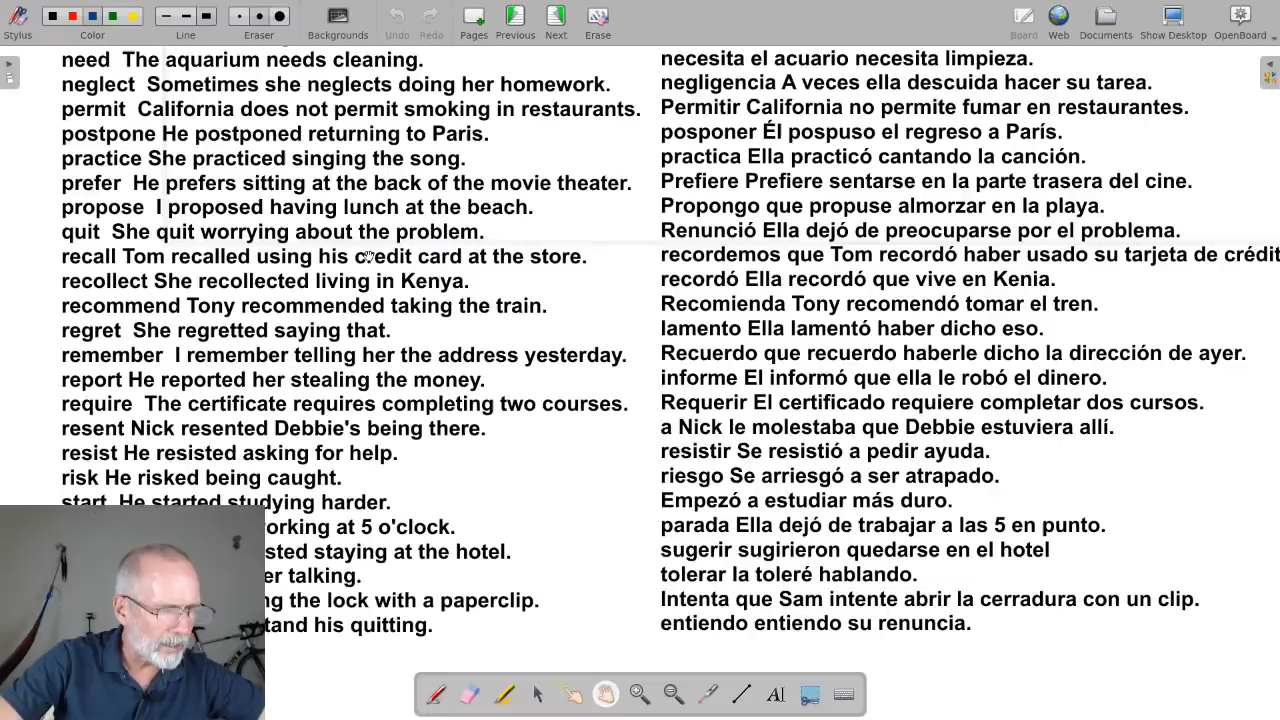 Stylus
Color
Line
Eraser
Backgrounds
Undo
Redo
Pages
Previous
Next
Erase
Board
Web
Documents
Show Desktop
OpenBoard
need The aquarium needs cleaning.
neglect Sometimes she neglects doing her homework.
permit California does not permit smoking in restaurants.
postpone He postponed returning to Paris.
practice She practiced singing the song.
prefer He prefers sitting at the back of the movie theater.
propose I proposed having lunch at the beach.
quit She quit worrying about the problem.
recall Tom recalled using his credit card at the store.
recollect She recollected living in Kenya.
recommend Tony recommended taking the train.
regret She regretted saying that.
remember I remember telling her the address yesterday.
report He reported her stealing the money.
require The certificate requires completing two courses.
resent Nick resented Debbie's being there.
resist He resisted asking for help.
risk He risked being caught.
start He started studying harder.
orking at 5 o'clock.
sted staying at the hotel.
er talking.
ng the lock with a paperclip.
tand his quitting.
necesita el acuario necesita limpieza.
negligencia A veces ella descuida hacer su tarea.
Permitir California no permite fumar en restaurantes.
posponer Él pospuso el regreso a París.
practica Ella practicó cantando la canción.
Prefiere Prefiere sentarse en la parte trasera del cine.
Propongo que propuse almorzar en la playa.
Renunció Ella dejó de preocuparse por el problema.
recordemos que Tom recordó haber usado su tarjeta de crédit
recordó Ella recordó que vive en Kenia.
Recomienda Tony recomendó tomar el tren.
lamento Ella lamentó haber dicho eso.
Recuerdo que recuerdo haberle dicho la dirección de ayer.
informe El informó que ella le robó el dinero.
Requerir El certificado requiere completar dos cursos.
a Nick le molestaba que Debbie estuviera allí.
resistir Se resistió a pedir ayuda.
riesgo Se arriesgó a ser atrapado.
Empezó a estudiar más duro.
parada Ella dejó de trabajar a las 5 en punto.
sugerir sugirieron quedarse en el hotel
tolerar la toleré hablando.
Intenta que Sam intente abrir la cerradura con un clip.
entiendo entiendo su renuncia.
AI